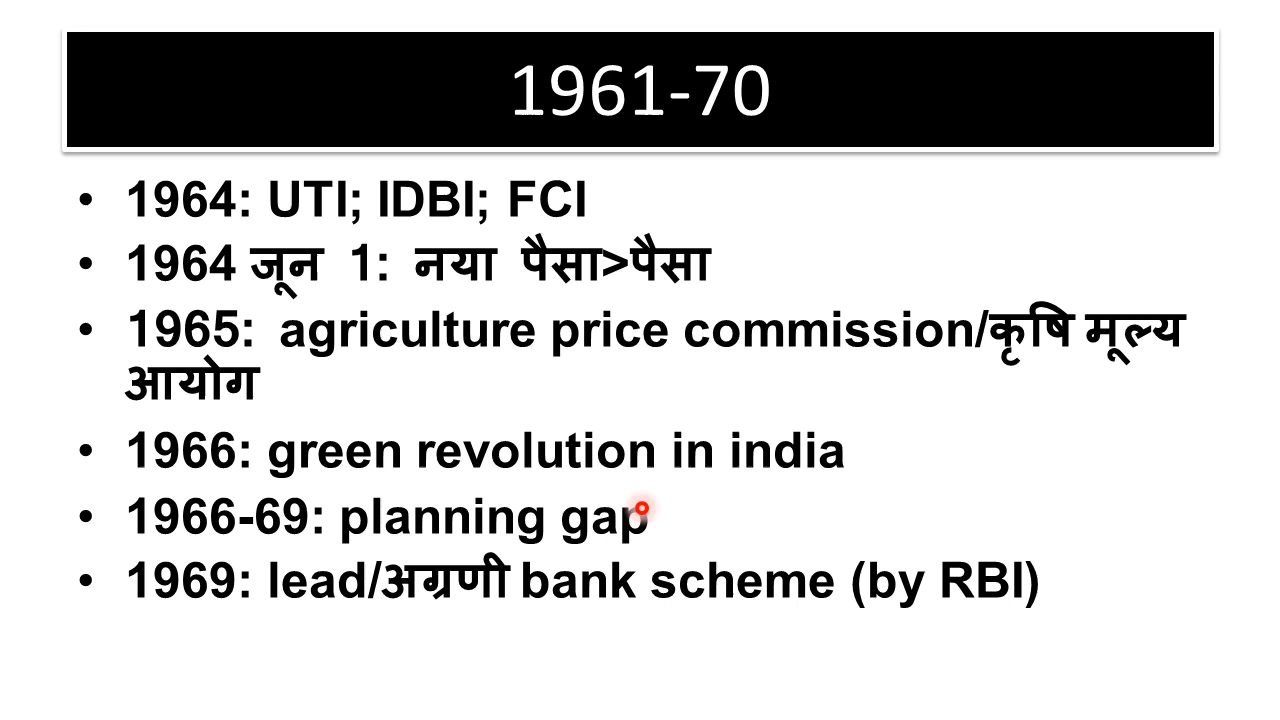 1961-70
• 1964: UTI; IDBI; FCI
• 1964 जून 1: नया पैसा>पैसा
• 1965: agriculture price commission/कृषि मूल्य
आयोग
• 1966: green revolution in india
• 1966-69: planning gap
• 1969: lead/अग्रणी bank scheme (by RBI)